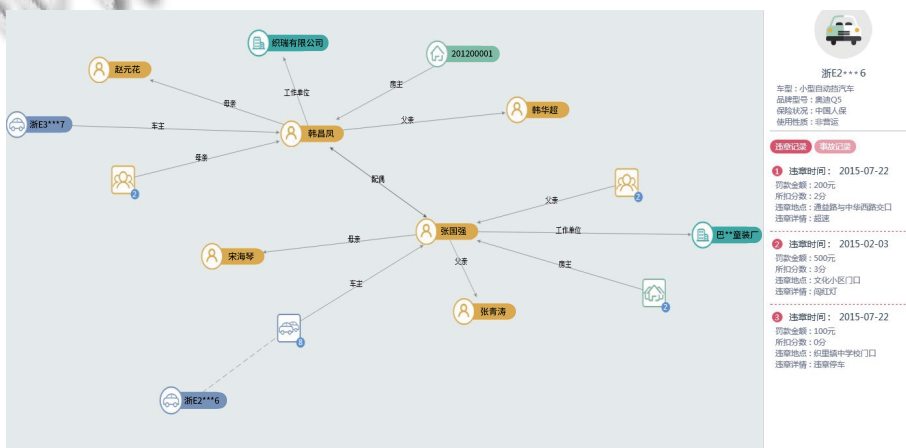 织瑞有限公司
201200001
赵元花
工作单位
房主
韩华超
母亲
浙E3***7
车主
父亲
韩昌凤
母亲
2
配偶
父亲
2
张国强
工作单位
巴**童装厂
母亲
宋海琴
父亲
房主
车主
2
张青涛
8
浙E2***6
浙E2***6
车型：小型自动挡汽车
品牌型号：奥迪Q5
保险状况：中国人保
使用性质：非营运
违章记录 事故记录
1 违章时间： 2015-07-22
罚款金额：200元
所扣分数：2分
违章地点：通益路与中华西路交口
违章详情：超速
2 违章时间： 2015-02-03
罚款金额：500元
所扣分数：3分
违章地点：文化小区门口
违章详情：闯红灯
3 违章时间： 2015-07-22
罚款金额：100元
所扣分数：0分
违章地点：织里镇中学校门口
违章详情：违章停车